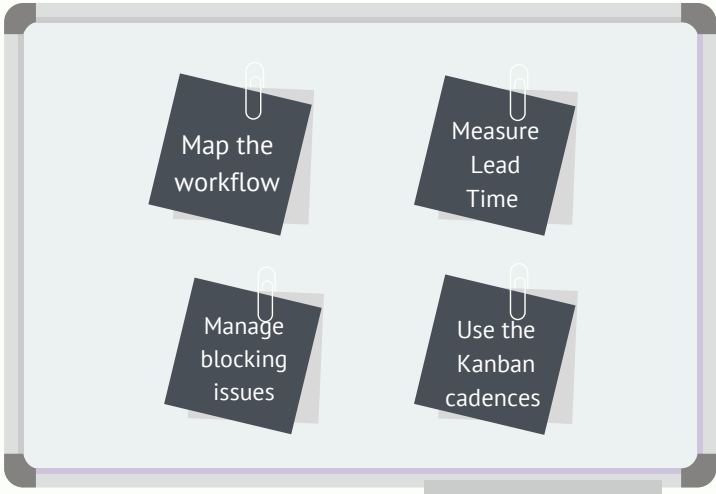 Map the
workflow
Measure
Lead
Time
Manage
blocking
issues
Use the
Kanban
cadences